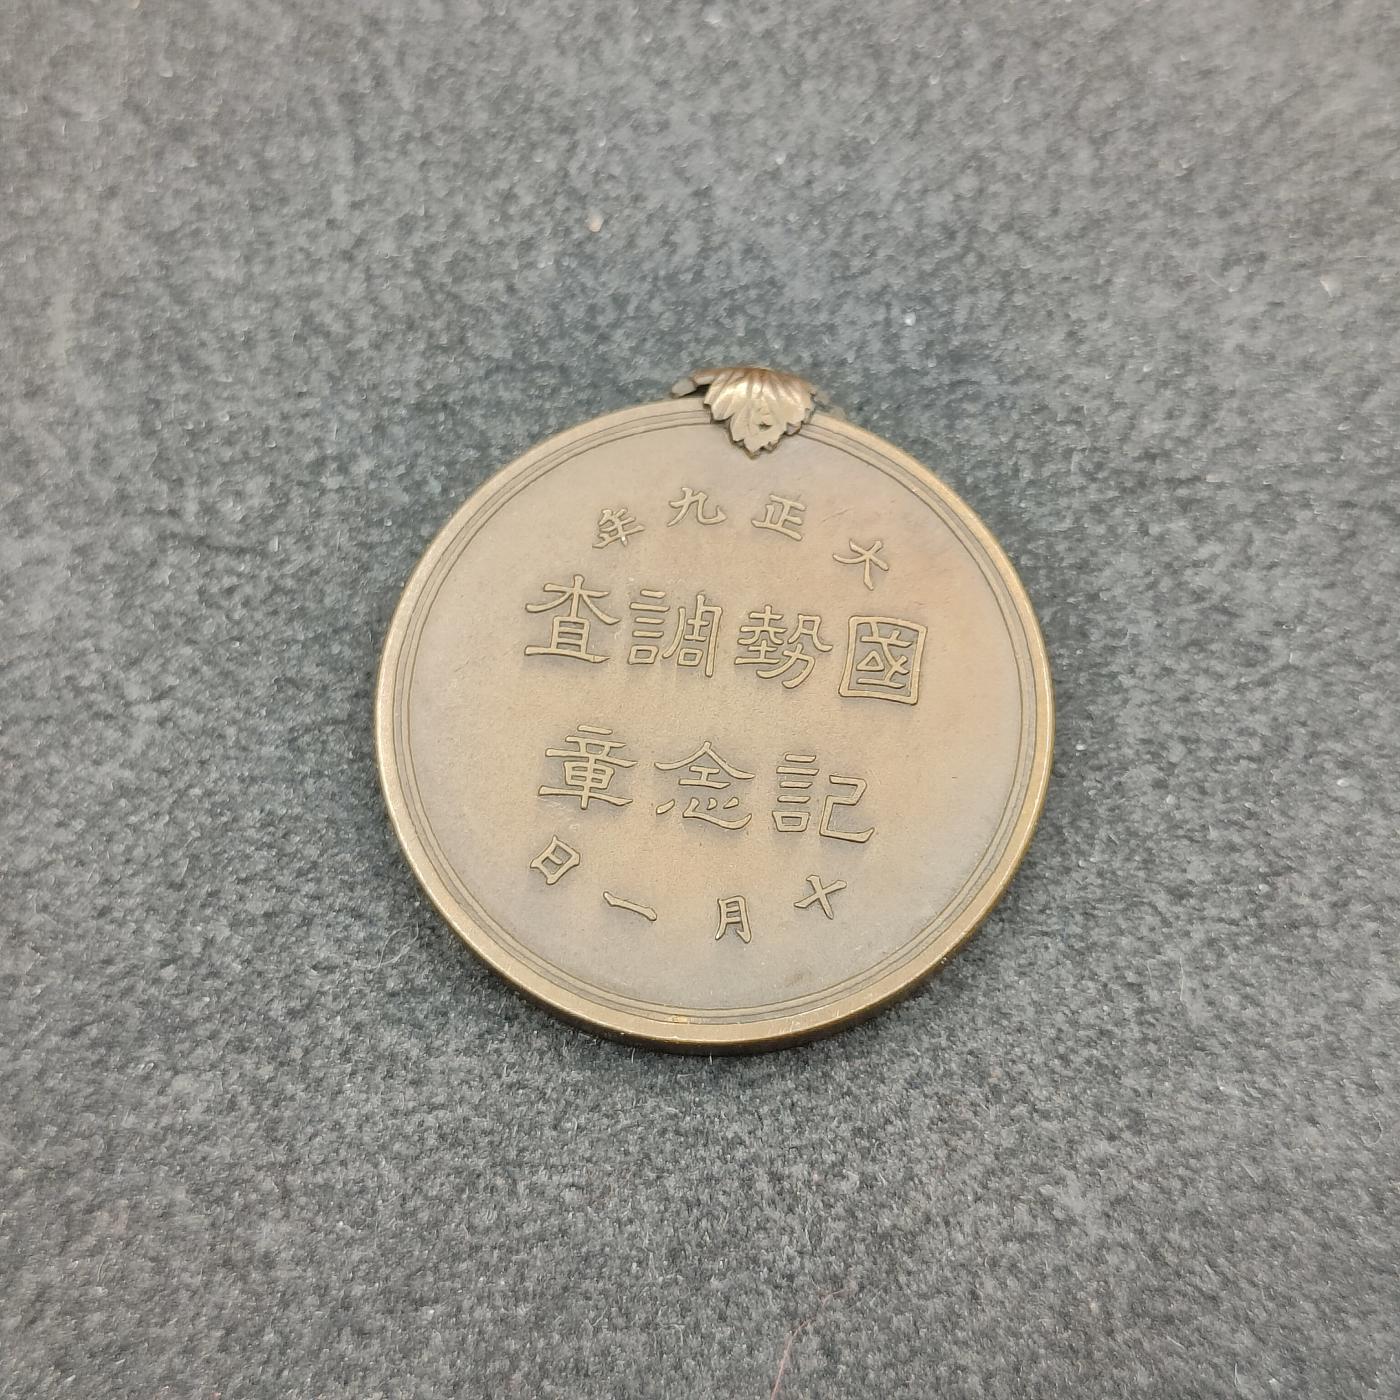 大正九年
國勢調査
記念章
十月一日